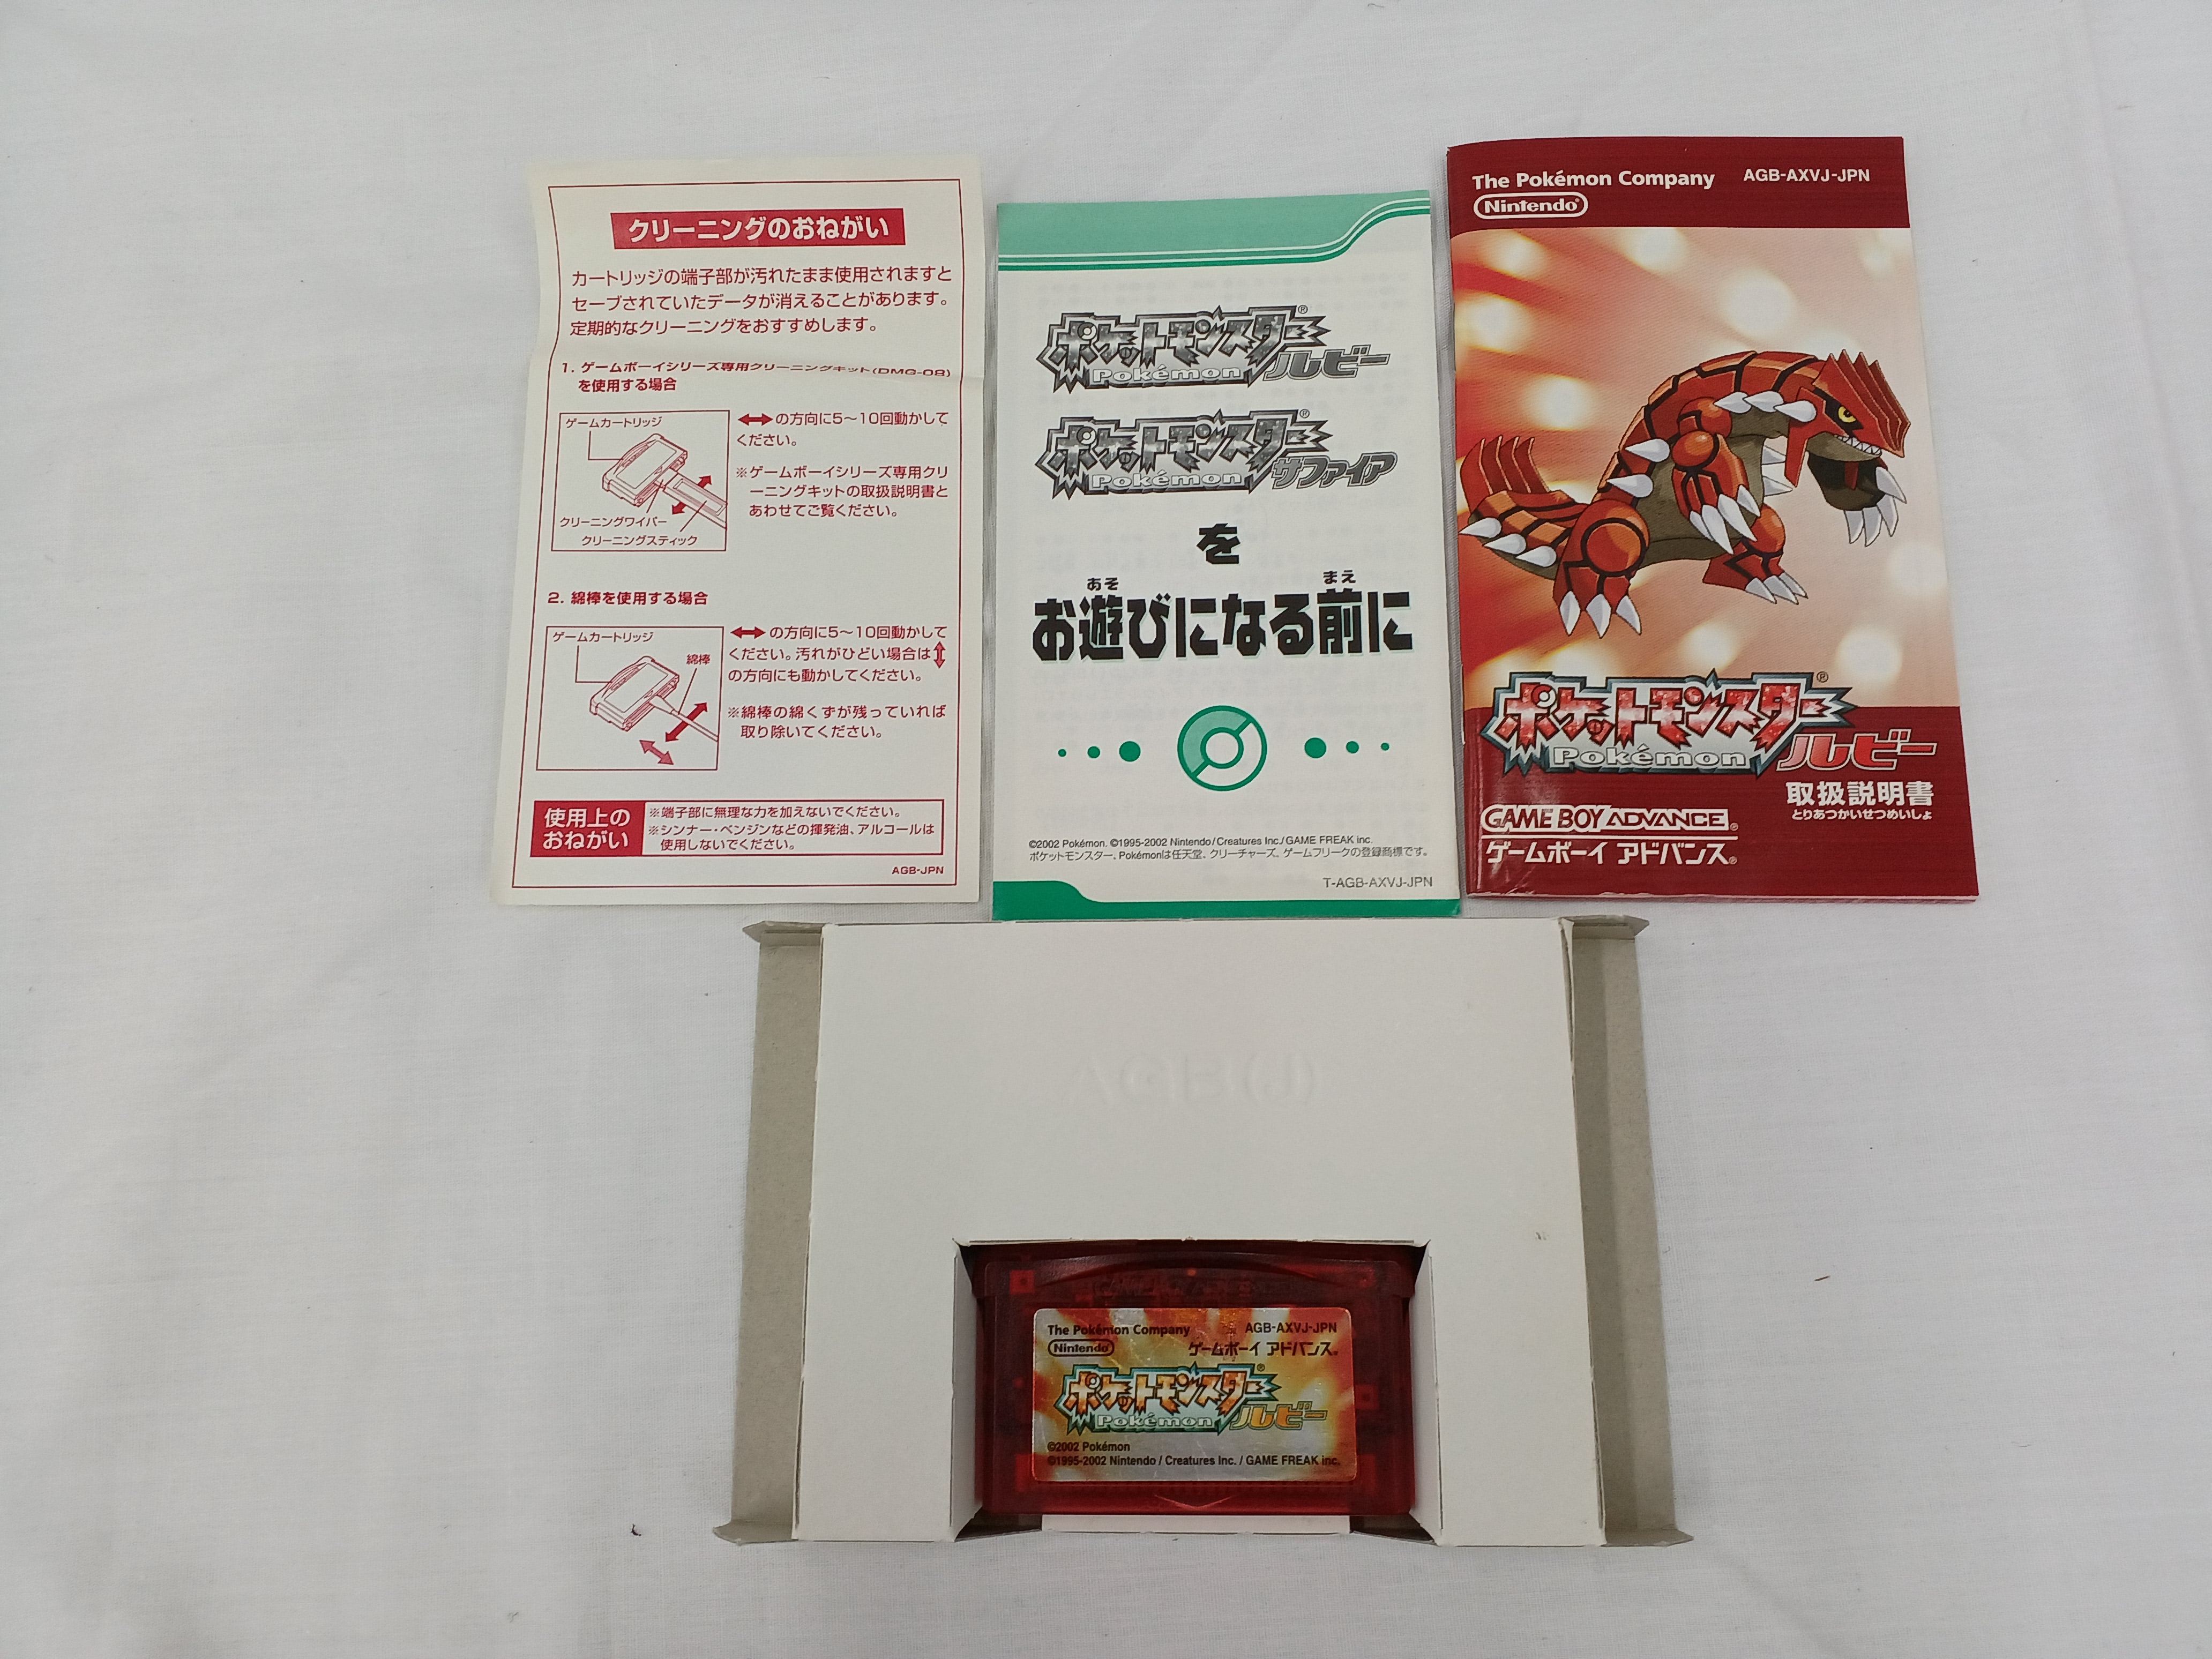 クリーニングのおねがい
カートリッジの端子部が汚れたまま使用されますと
セーブされていたデータが消えることがあります。
定期的なクリーニングをおすすめします。
1. ゲームボーイシリーズ専用クリーニングキット(DMG-08)
を使用する場合
ゲームカートリッジ
クリーニングワイパー
クリーニングスティック
⟷の方向に5〜10回動かして
ください。
※ゲームボーイシリーズ専用クリ
ーニングキットの取扱説明書と
あわせてご覧ください。
2. 綿棒を使用する場合
ゲームカートリッジ
綿棒
⟷の方向に5〜10回動かして
ください。汚れがひどい場合は↕
の方向にも動かしてください。
※綿棒の綿くずが残っていれば
取り除いてください。
使用上の
おねがい
※端子部に無理な力を加えないでください。
※シンナー・ベンジンなどの揮発油、アルコールは
使用しないでください。
AGB-JPN
ポケットモンスター®
Pokémon ルビー
ポケットモンスター®
Pokémon サファイア
を
あそ まえ
お遊びになる前に
©2002 Pokémon. ©1995-2002 Nintendo/Creatures Inc./GAME FREAK inc.
ポケットモンスター、Pokémonは任天堂、クリーチャーズ、ゲームフリークの登録商標です。
T-AGB-AXVJ-JPN
The Pokémon Company AGB-AXVJ-JPN
Nintendo®
ポケットモンスター®
Pokémon ルビー
取扱説明書
とりあつかいせつめいしょ
GAME BOY ADVANCE®
ゲームボーイ アドバンス®
AGB(J)
The Pokémon Company AGB-AXVJ-JPN
Nintendo® ゲームボーイ アドバンス®
ポケットモンスター®
Pokémon ルビー
©2002 Pokémon
©1995-2002 Nintendo / Creatures Inc. / GAME FREAK inc.